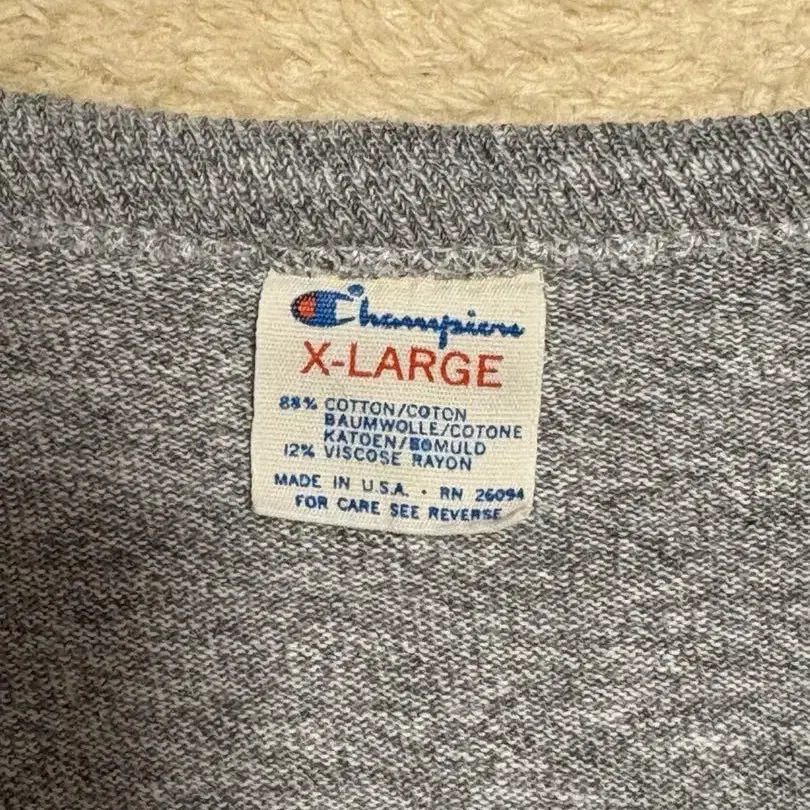 Champion
X-LARGE
88% COTTON/COTON
BAUMWOLLE/COTONE
KATOEN/BOMULD
12% VISCOSE RAYON
MADE IN U.S.A. · RN 26094
FOR CARE SEE REVERSE